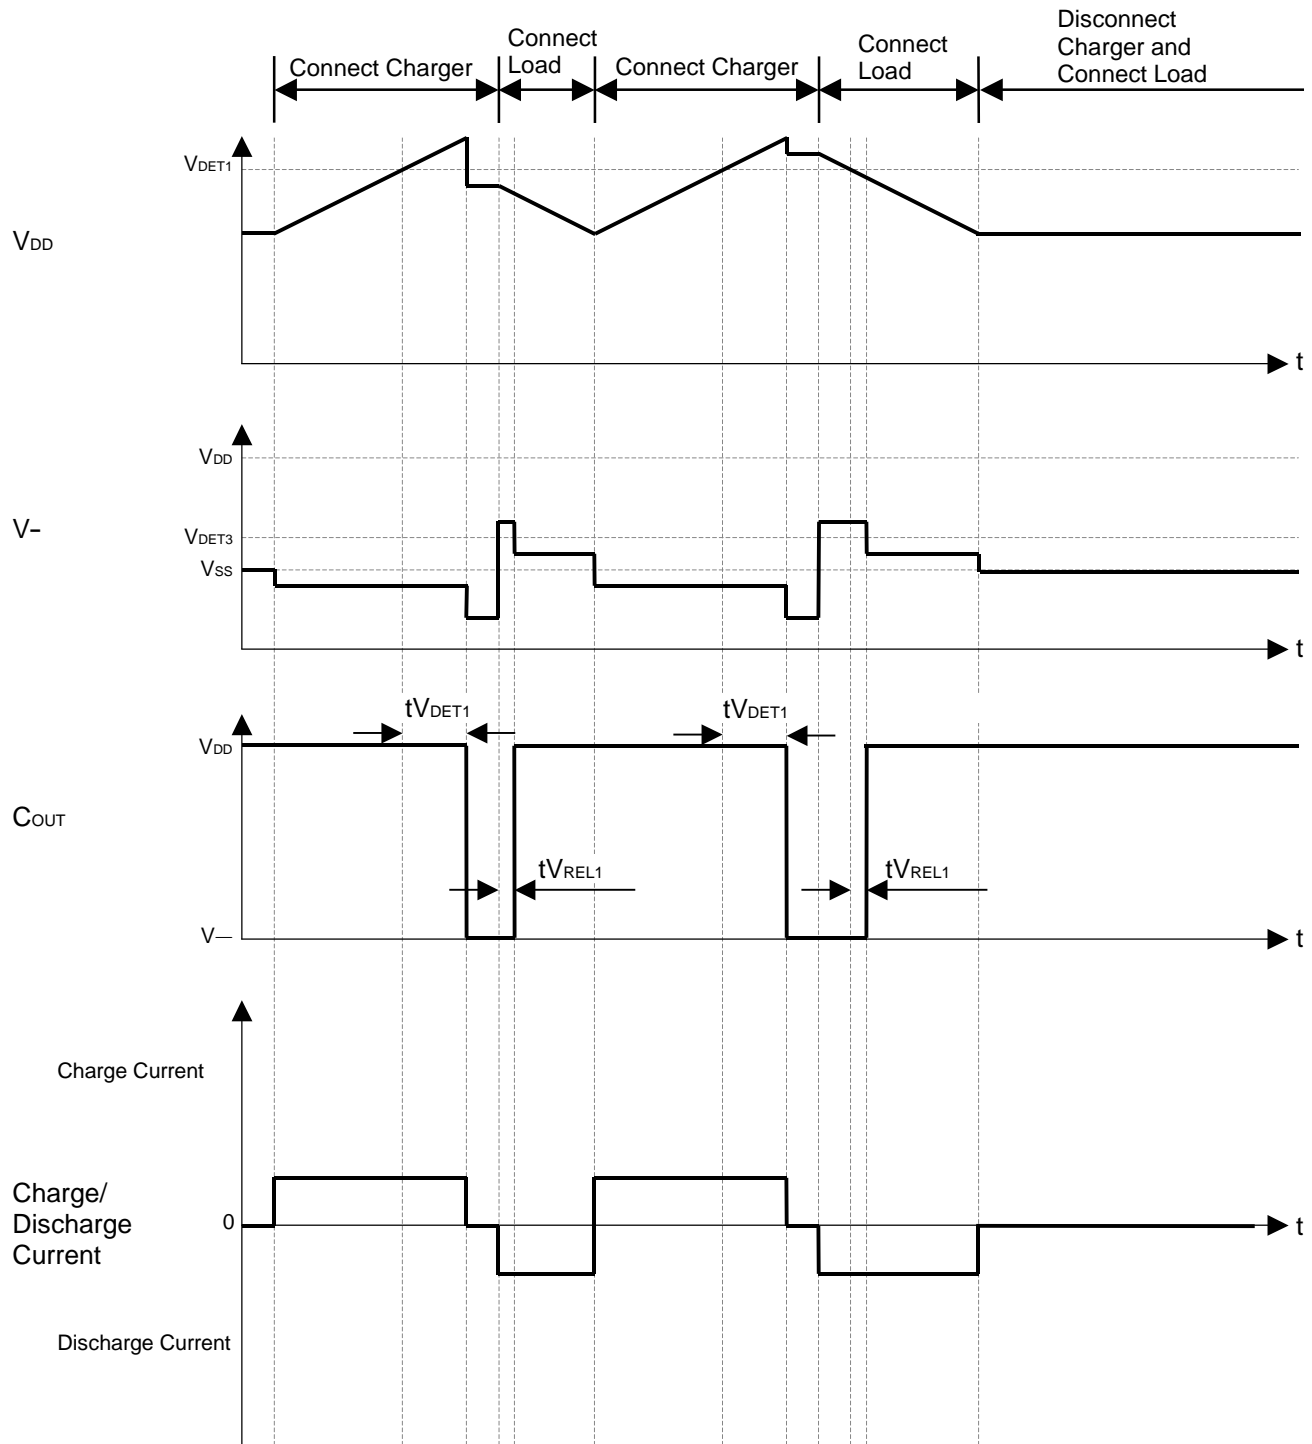 Disconnect
Charger and
Connect Load
Connect
Load
Connect
Load
Connect Charger
Connect Charger
VDET1
VDD
t
VDD
V-
VDET3
VSS
t
tVDET1
tVDET1
VDD
COUT
tVREL1
tVREL1
V—
t
Charge Current
Charge/
Discharge
Current
0
t
Discharge Current